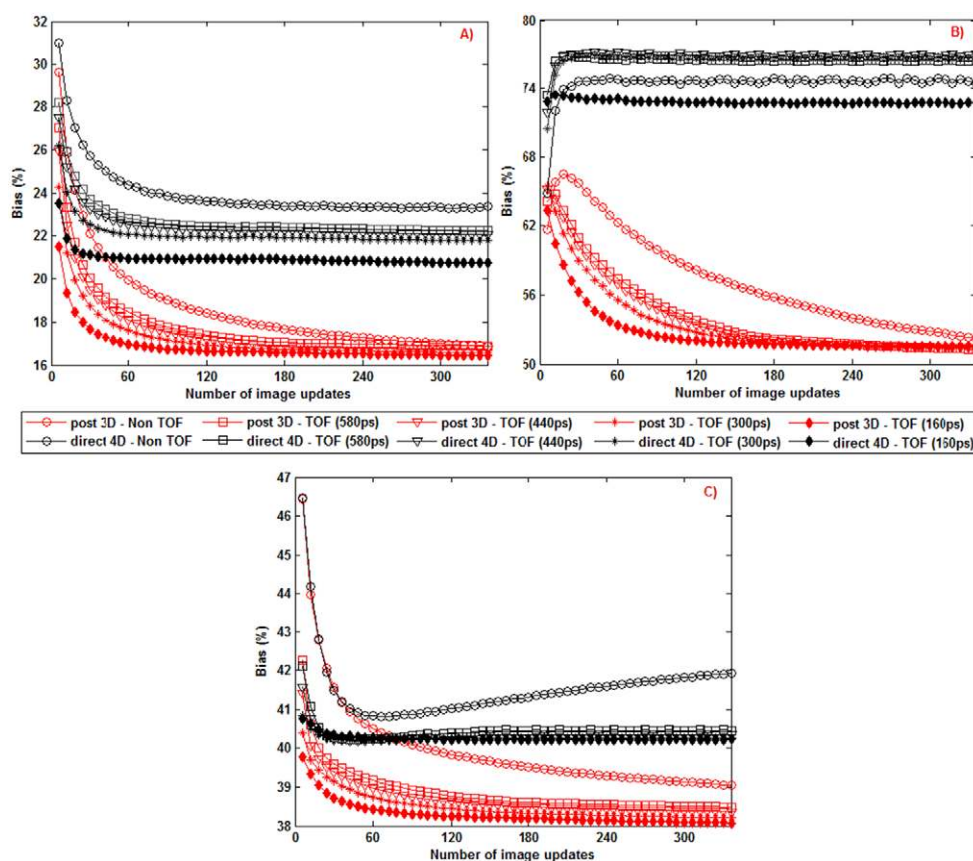 A)
32
30
28
26
24
22
20
18
16
Bias (%)
0 60 120 180 240 300
Number of image updates
B)
80
74
68
62
56
50
Bias (%)
0 60 120 180 240 300
Number of image updates
post 3D - Non TOF post 3D - TOF (580ps) post 3D - TOF (440ps) post 3D - TOF (300ps) post 3D - TOF (160ps)
direct 4D - Non TOF direct 4D - TOF (580ps) direct 4D - TOF (440ps) direct 4D - TOF (300ps) direct 4D - TOF (160ps)
C)
47
46
45
44
43
42
41
40
39
38
Bias (%)
0 60 120 180 240 300
Number of image updates